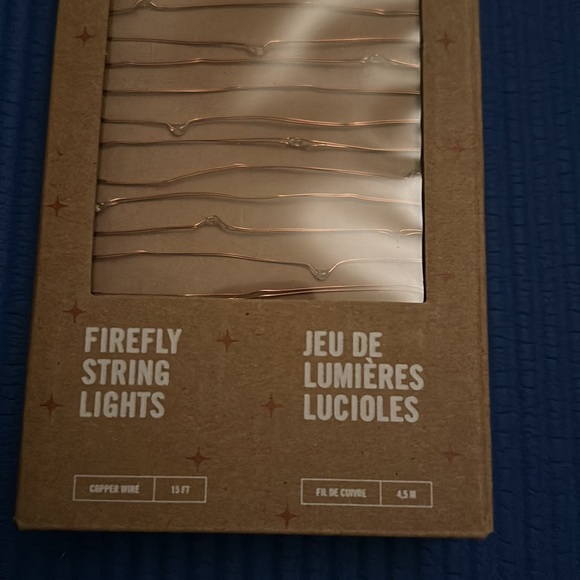 FIREFLY
STRING
LIGHTS
COPPER WIRE 15 FT
JEU DE
LUMIÈRES
LUCIOLES
FIL DE CUIVRE 4,5 M